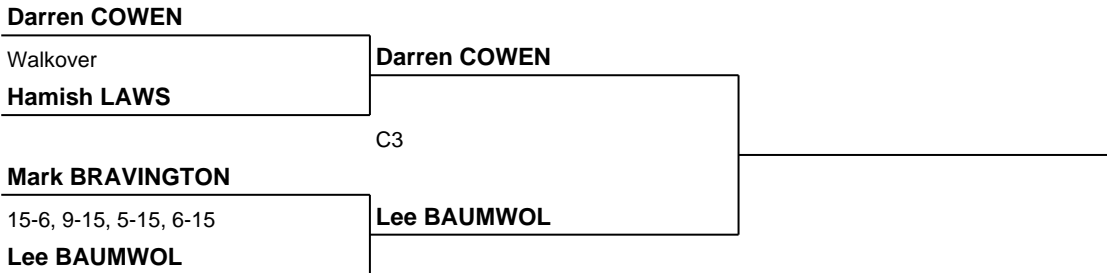 Darren COWEN
Walkover
Darren COWEN
Hamish LAWS
C3
Mark BRAVINGTON
15-6, 9-15, 5-15, 6-15
Lee BAUMWOL
Lee BAUMWOL